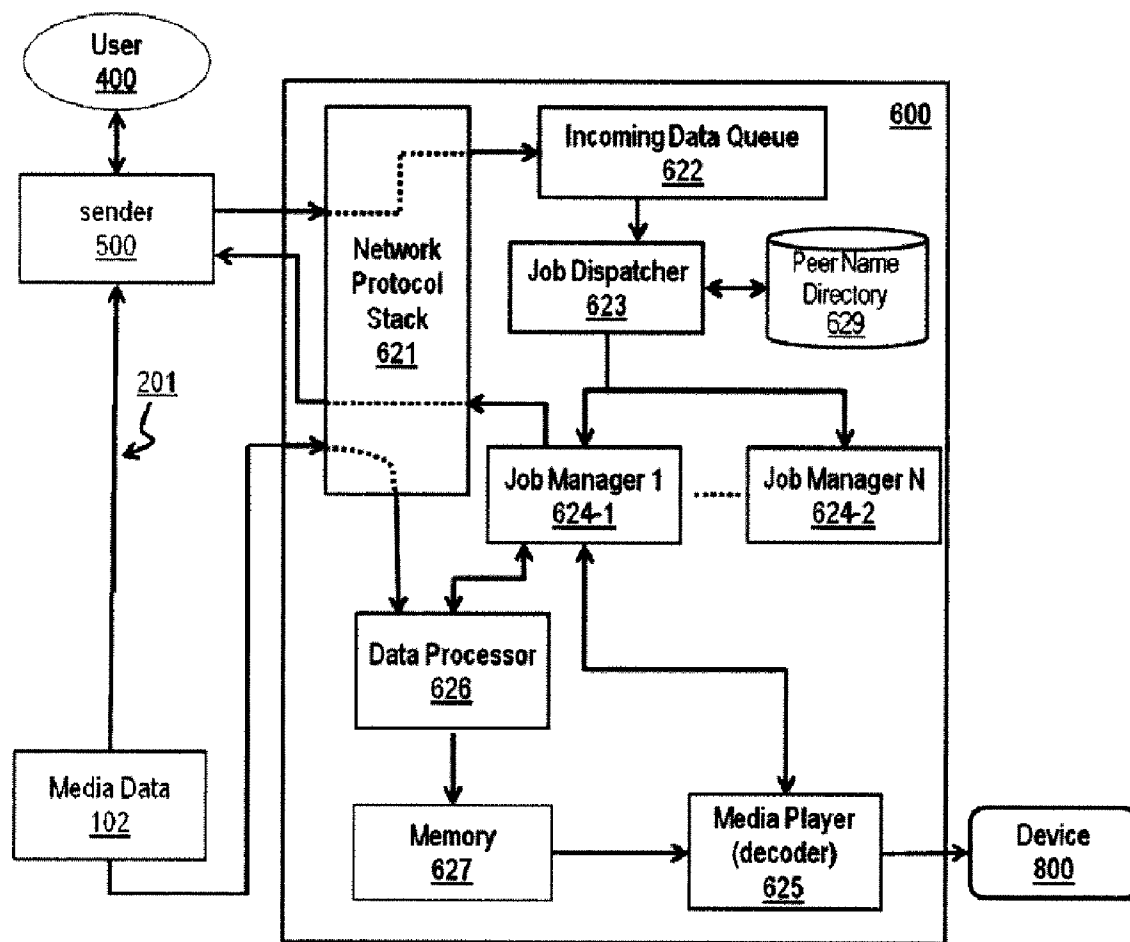 User
400
600
Incoming Data Queue
622
sender
500
Network
Protocol
Stack
621
Job Dispatcher
623
Peer Name
Directory
629
201
Job Manager 1
624-1
Job Manager N
624-2
Data Processor
626
Media Data
102
Memory
627
Media Player
(decoder)
625
Device
800